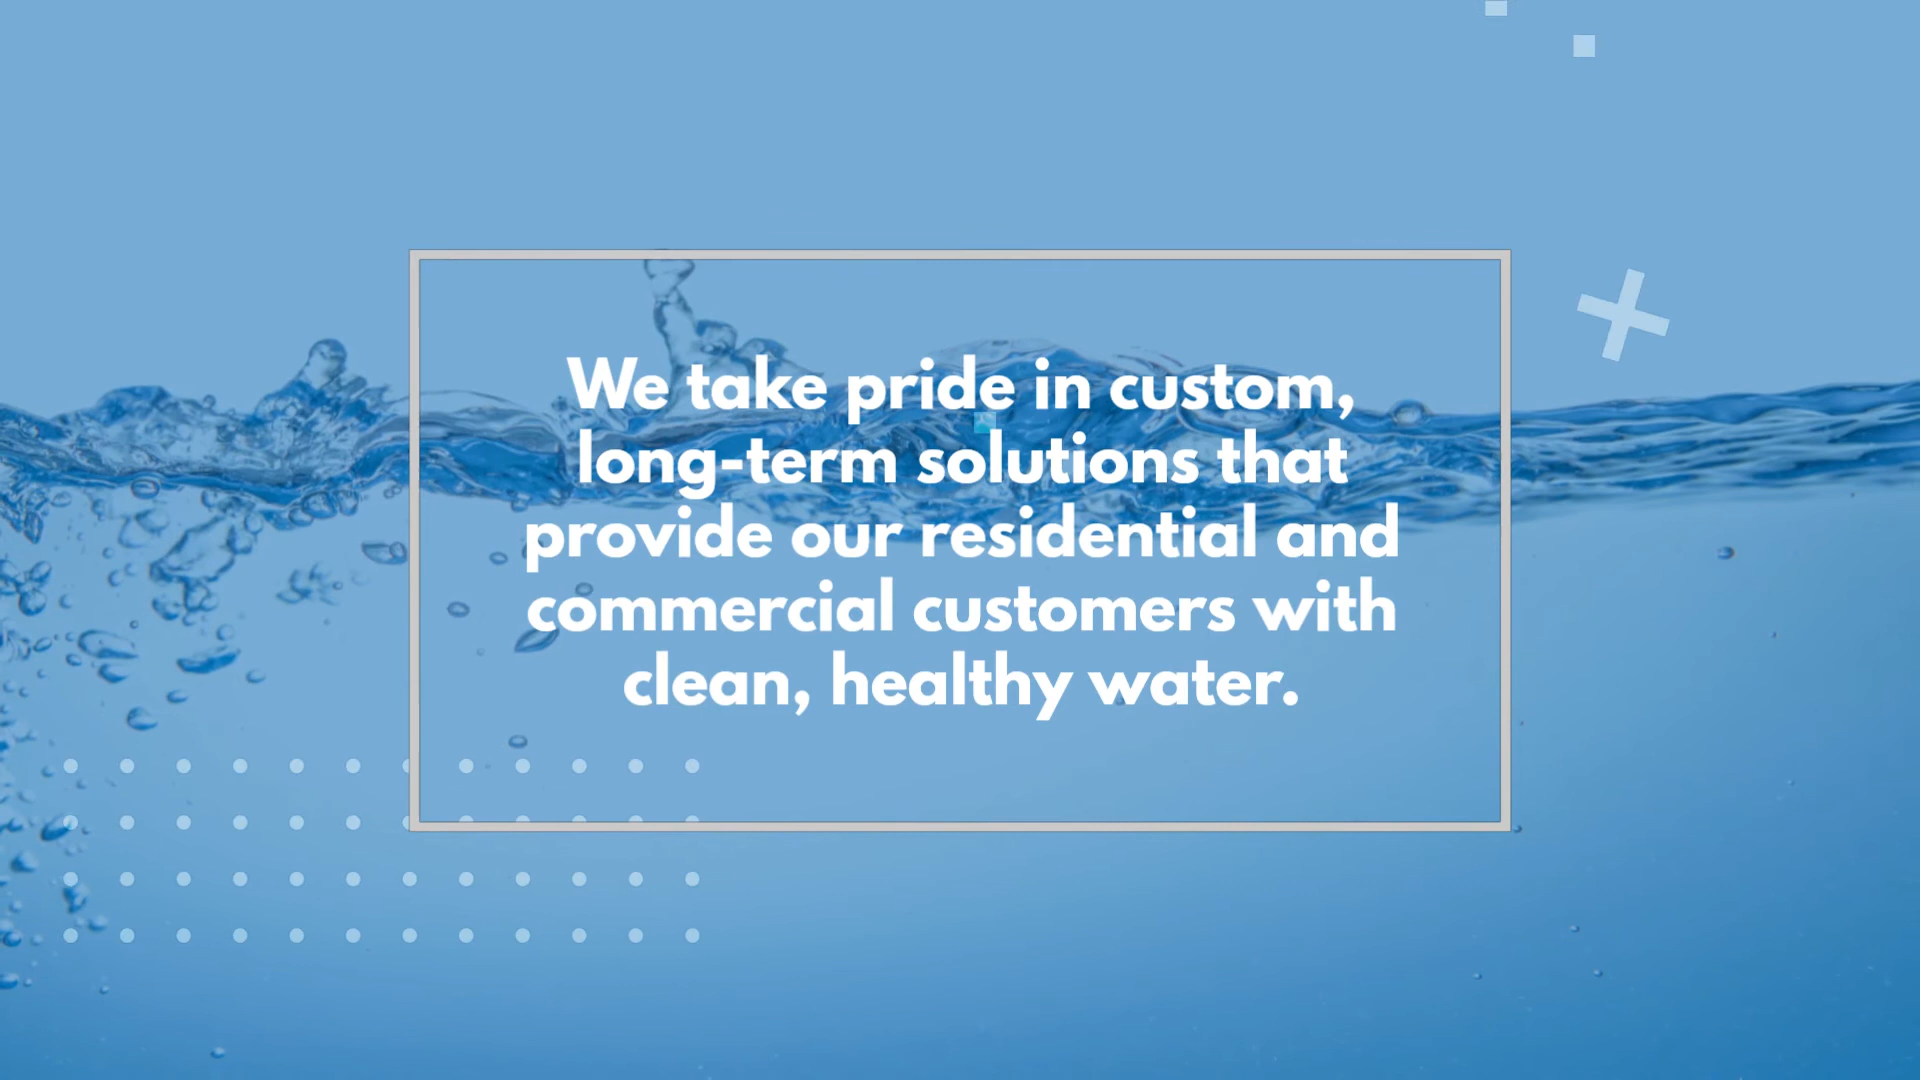 We take pride in custom,
long-term solutions that
provide our residential and
commercial customers with
clean, healthy water.